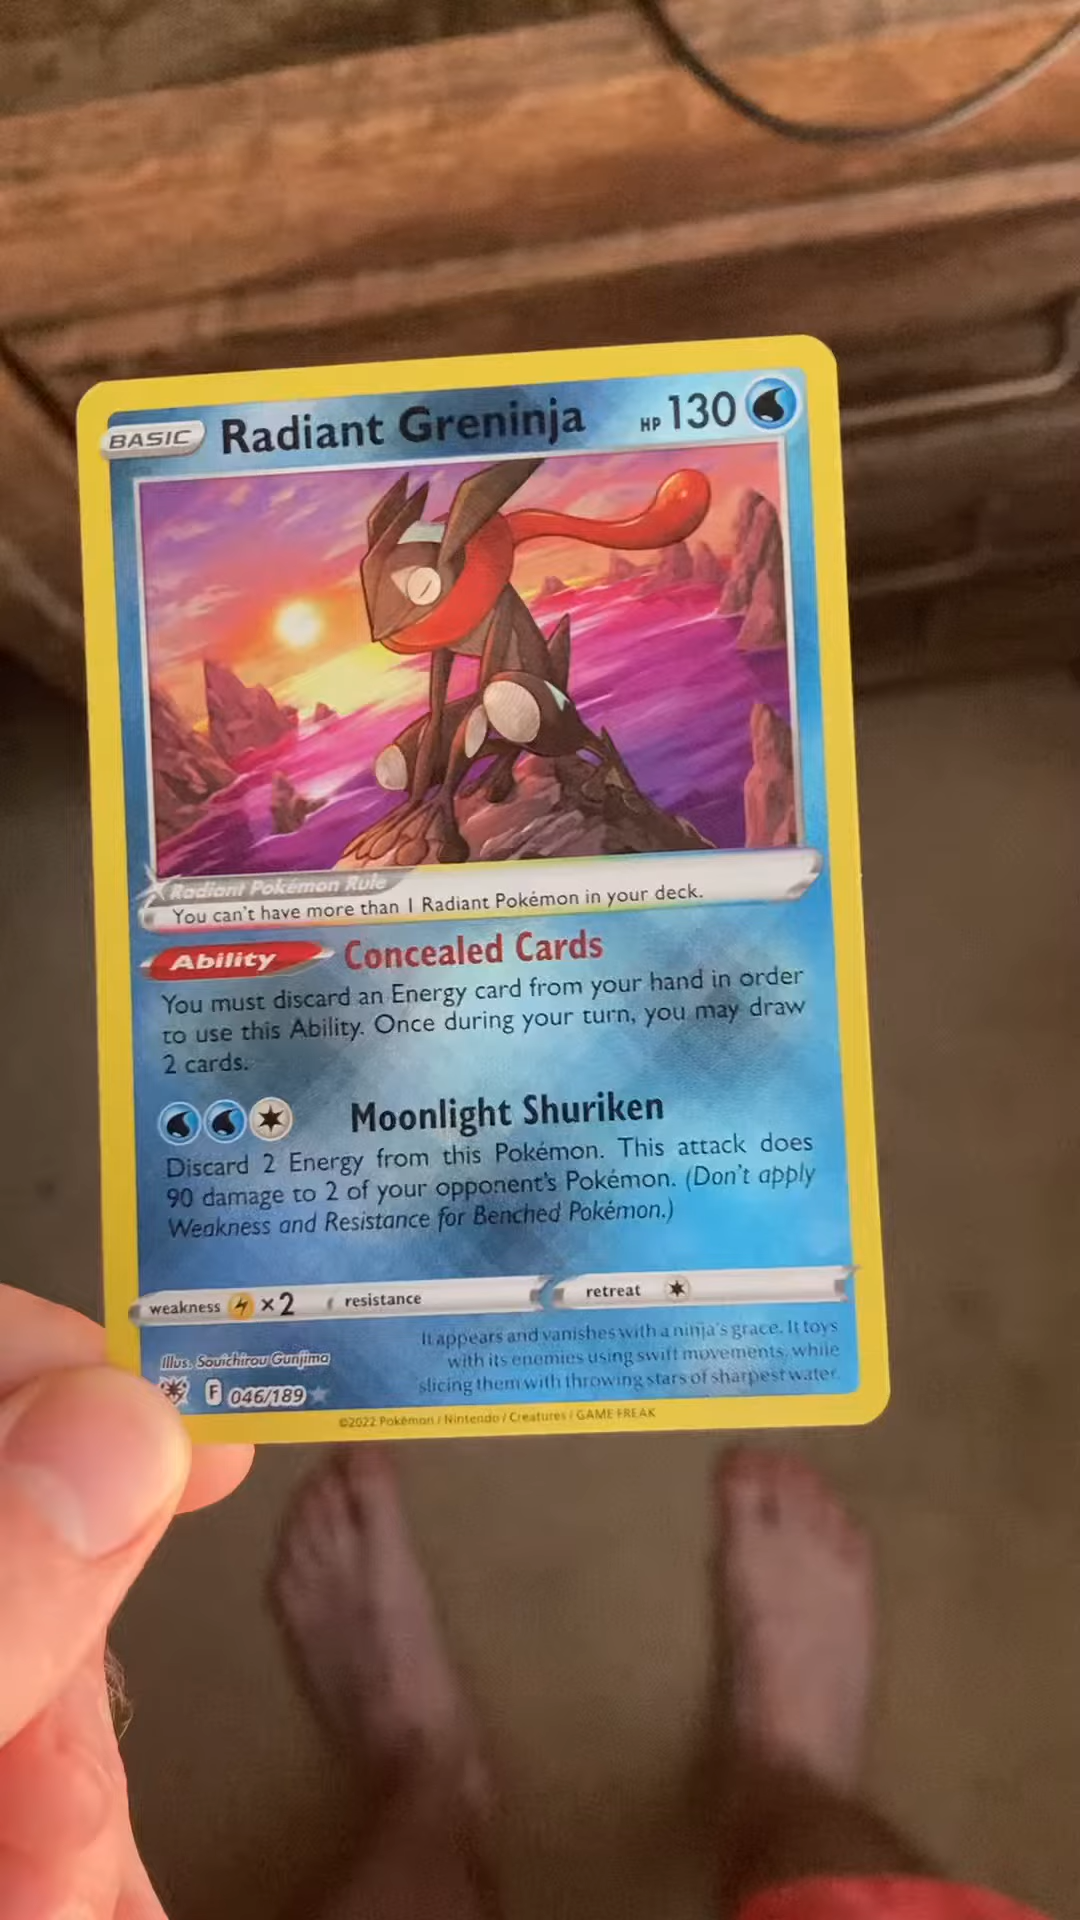 BASIC
Radiant Greninja
HP 130
Radiant Pokémon Rule
You can't have more than 1 Radiant Pokémon in your deck.
Ability Concealed Cards
You must discard an Energy card from your hand in order
to use this Ability. Once during your turn, you may draw
2 cards.
Moonlight Shuriken
Discard 2 Energy from this Pokémon. This attack does
90 damage to 2 of your opponent's Pokémon. (Don't apply
Weakness and Resistance for Benched Pokémon.)
weakness ×2 resistance retreat
It appears and vanishes with a ninja's grace. It toys
with its enemies using swift movements, while
slicing them with throwing stars of sharpest water.
Illus. Souichirou Gunjima
F 046/189
©2022 Pokémon / Nintendo / Creatures / GAME FREAK